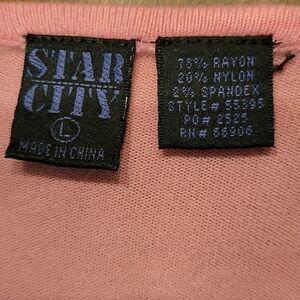 STAR
CITY
L
MADE IN CHINA
78% RAYON
20% NYLON
2% SPANDEX
STYLE# 55395
PO# 2525
RN# 66906